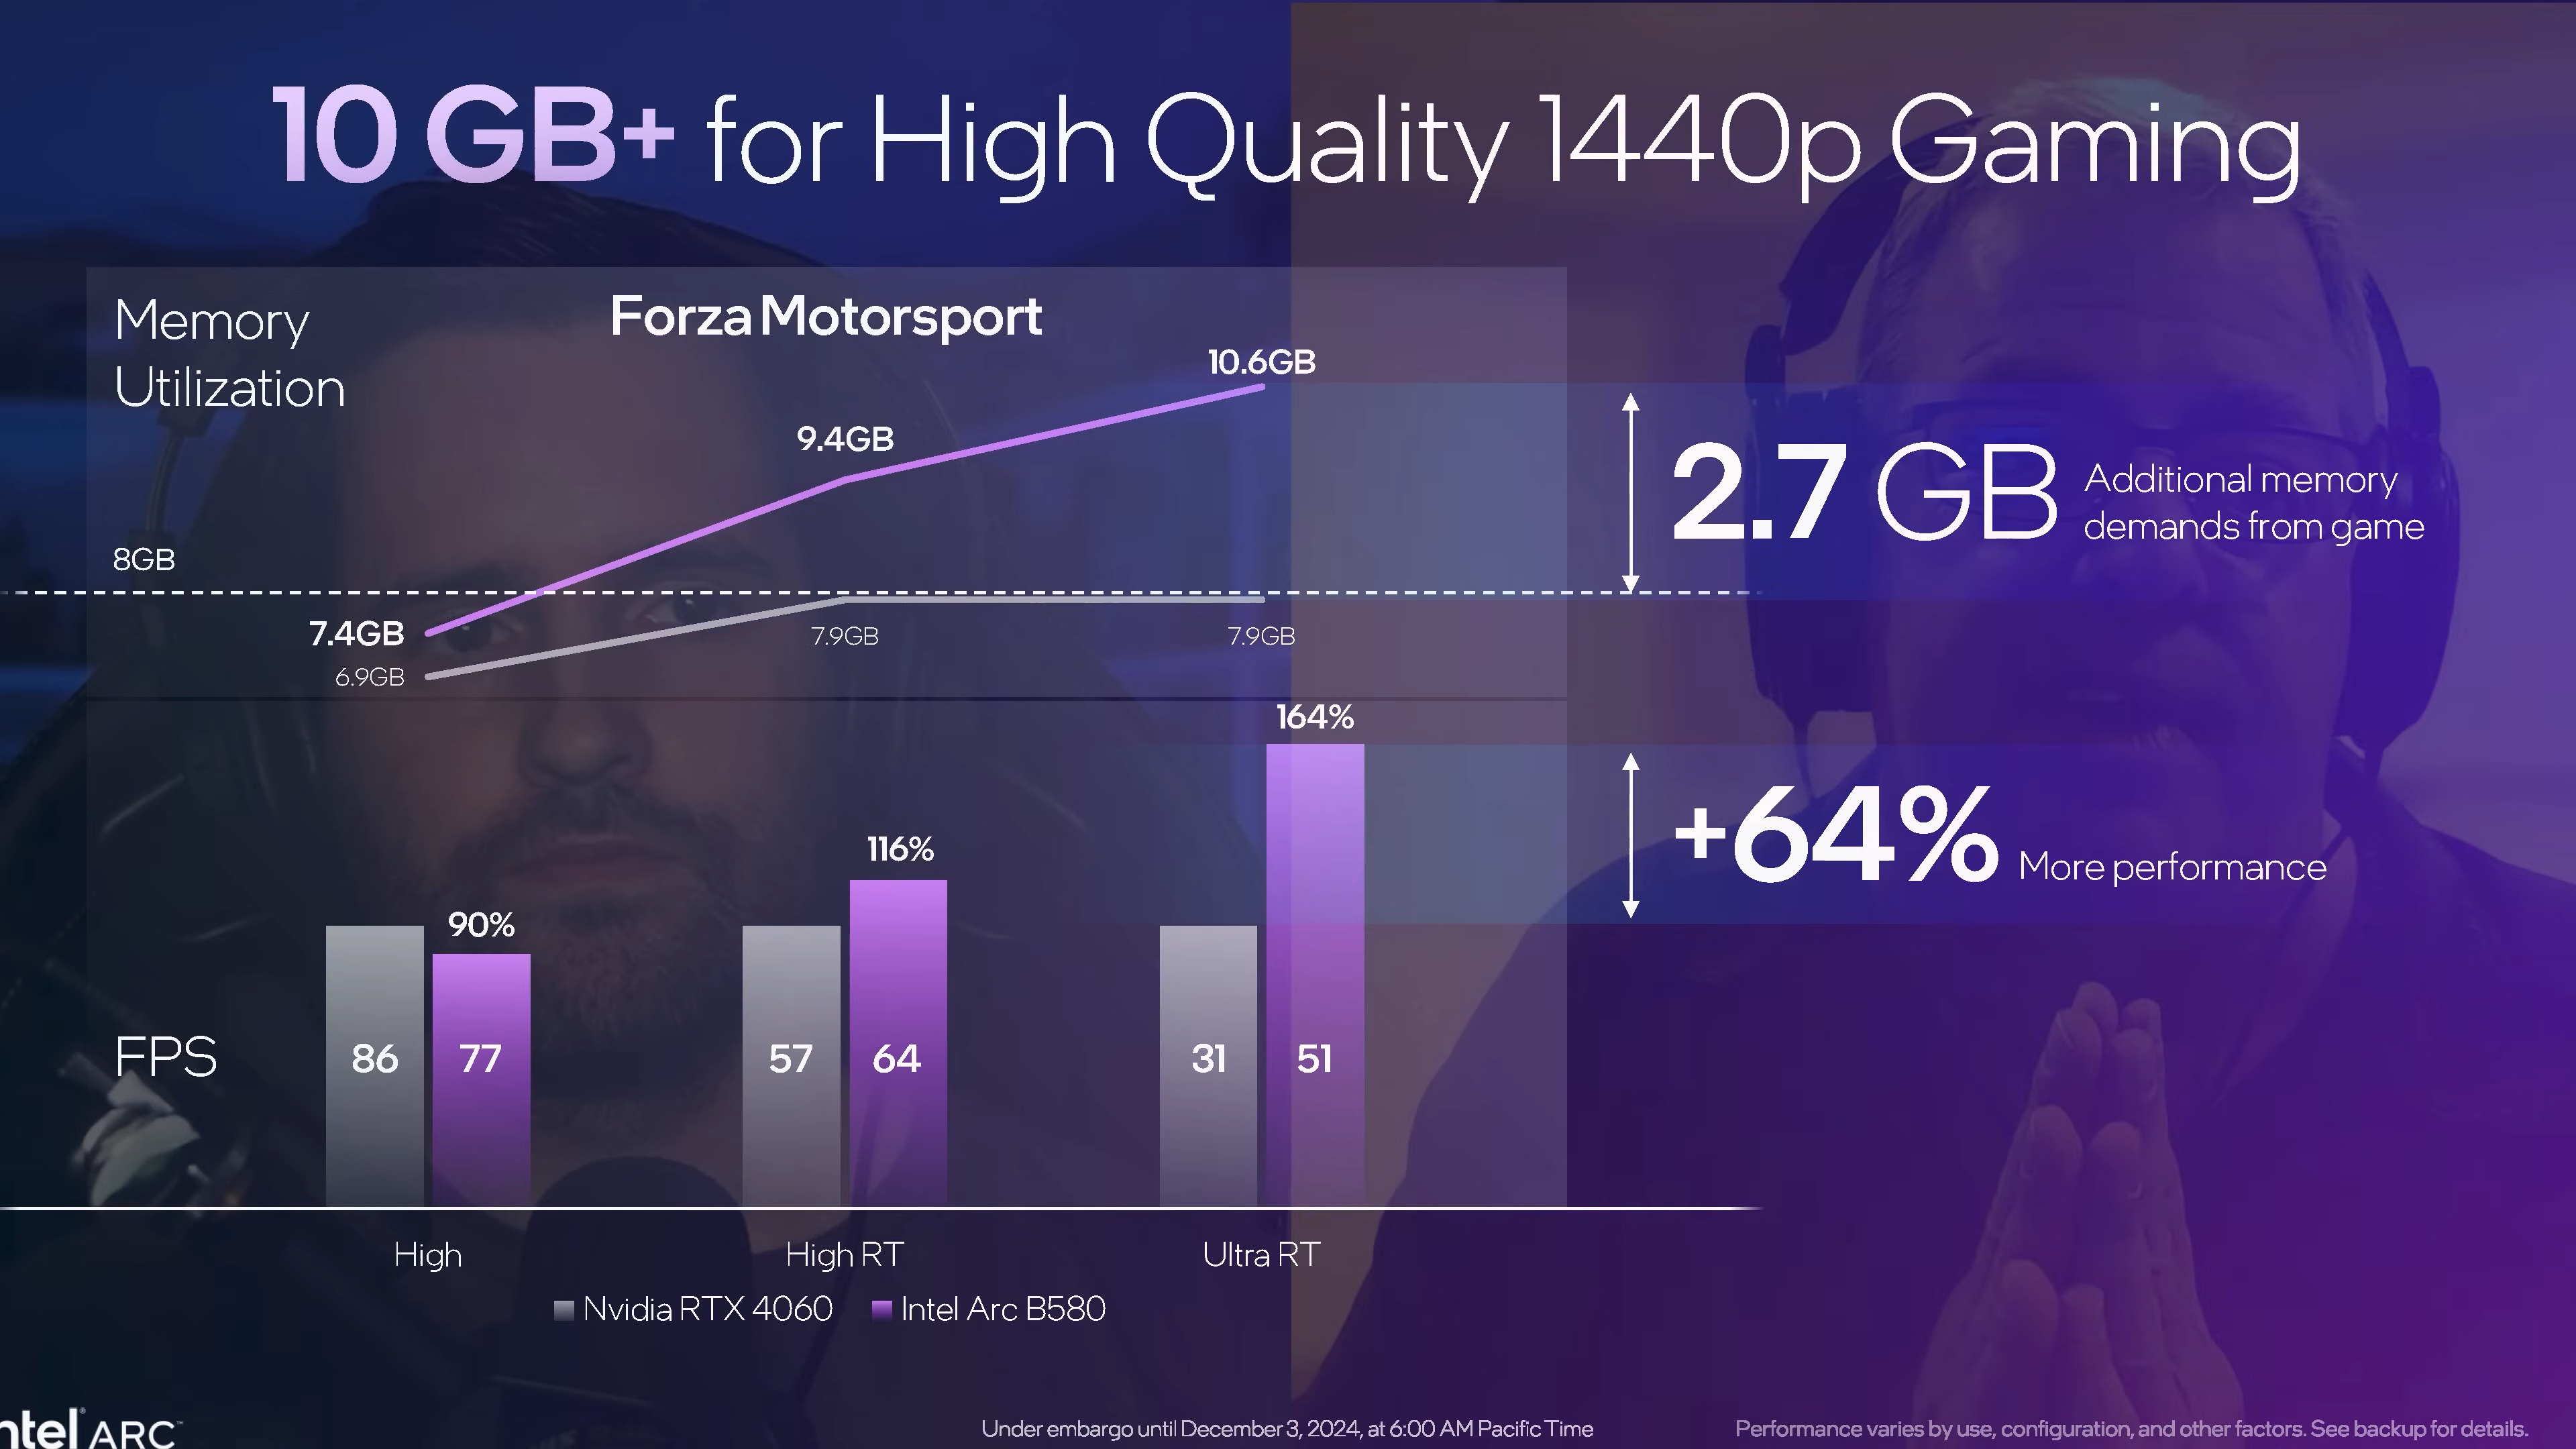 10 GB+ for High Quality 1440p Gaming
Memory
Utilization
Forza Motorsport
10.6GB
9.4GB
8GB
7.4GB
6.9GB
7.9GB
7.9GB
2.7 GB
Additional memory
demands from game
164%
116%
90%
+64% More performance
FPS
86
77
57
64
31
51
High
High RT
Ultra RT
Nvidia RTX 4060
Intel Arc B580
ntel® ARC™
Under embargo until December 3, 2024, at 6:00 AM Pacific Time
Performance varies by use, configuration, and other factors. See backup for details.